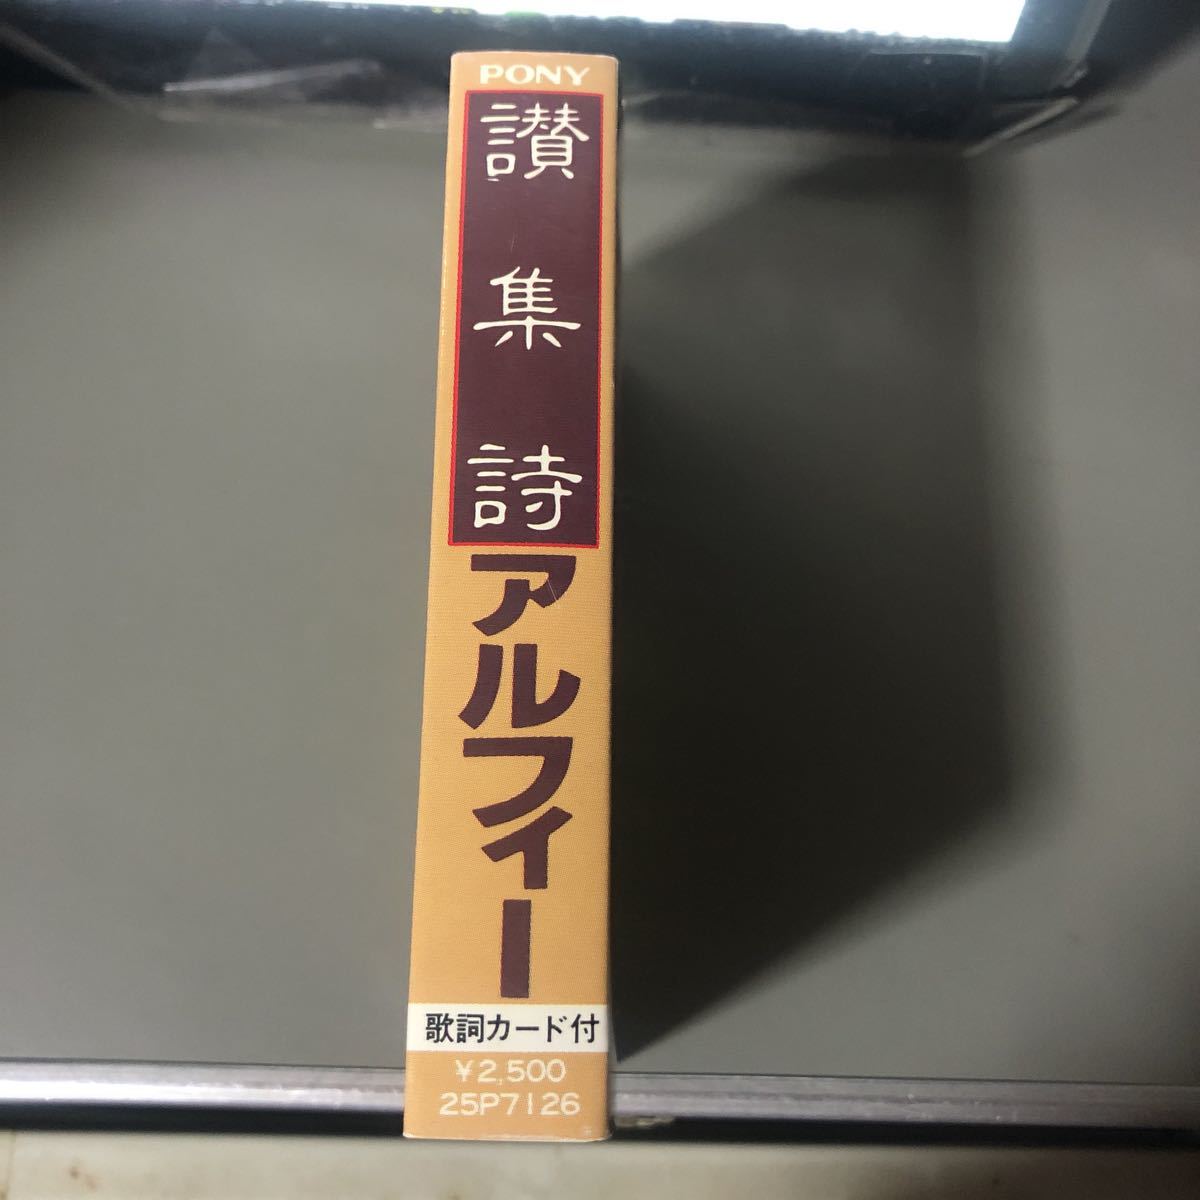 PONY
讃集詩
アルフィー
歌詞カード付
¥2,500
25P7126